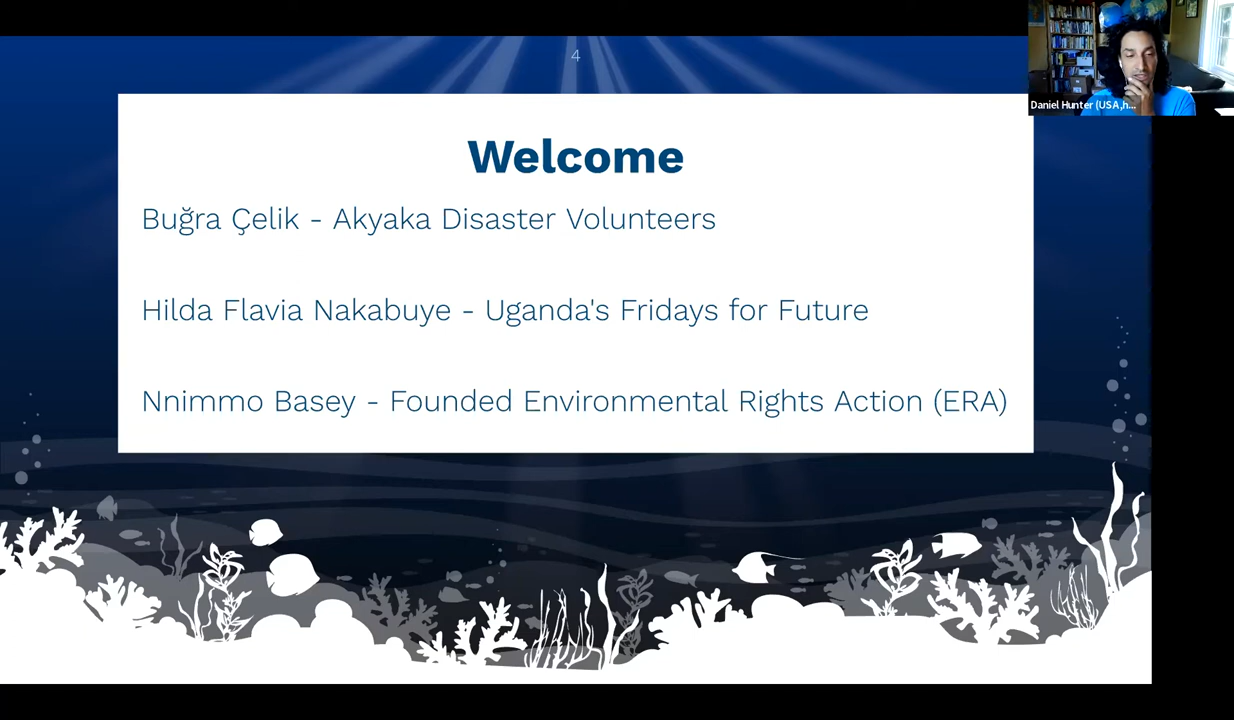 4
Daniel Hunter (USA,h...
Welcome
Buğra Çelik - Akyaka Disaster Volunteers
Hilda Flavia Nakabuye - Uganda's Fridays for Future
Nnimmo Basey - Founded Environmental Rights Action (ERA)